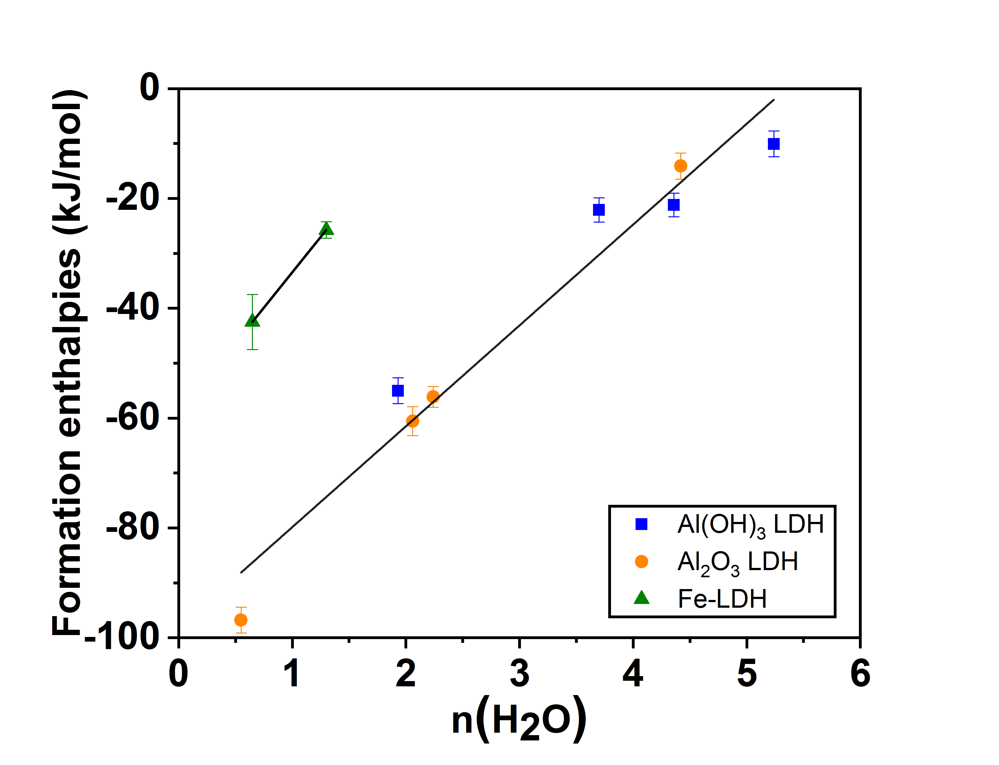 Formation enthalpies (kJ/mol)
0
-20
-40
-60
-80
-100
0 1 2 3 4 5 6
n(H2O)
Al(OH)3 LDH
Al2O3 LDH
Fe-LDH